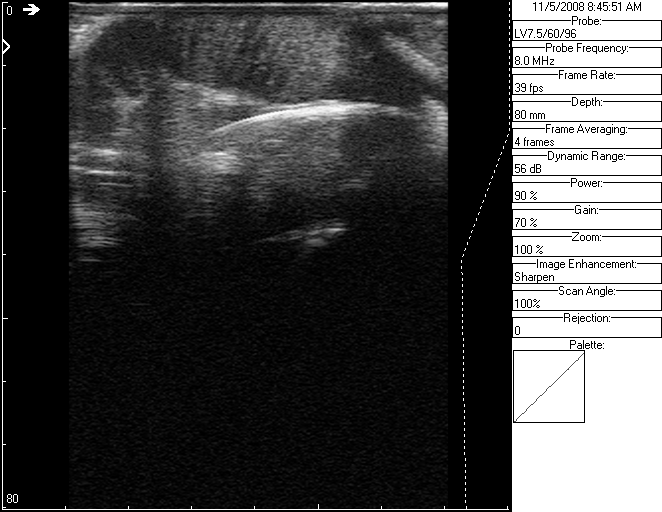 0
80
11/5/2008 8:45:51 AM
Probe:
LV7.5/60/96
Probe Frequency:
8.0 MHz
Frame Rate:
39 fps
Depth:
80 mm
Frame Averaging:
4 frames
Dynamic Range:
56 dB
Power:
90 %
Gain:
70 %
Zoom:
100 %
Image Enhancement:
Sharpen
Scan Angle:
100%
Rejection:
0
Palette: